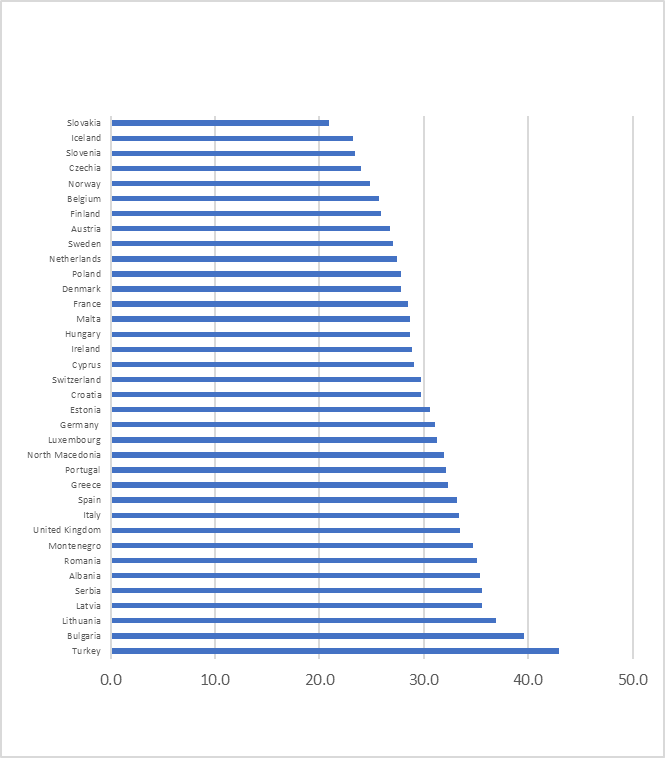 Slovakia
Iceland
Slovenia
Czechia
Norway
Belgium
Finland
Austria
Sweden
Netherlands
Poland
Denmark
France
Malta
Hungary
Ireland
Cyprus
Switzerland
Croatia
Estonia
Germany
Luxembourg
North Macedonia
Portugal
Greece
Spain
Italy
United Kingdom
Montenegro
Romania
Albania
Serbia
Latvia
Lithuania
Bulgaria
Turkey
0.0 10.0 20.0 30.0 40.0 50.0